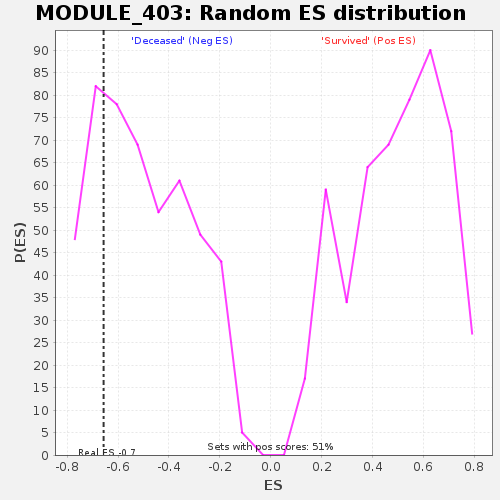 MODULE_403: Random ES distribution
'Deceased' (Neg ES) 'Survived' (Pos ES)
90
85
80
75
70
65
60
55
50
45
40
35
30
25
20
15
10
5
0
P(ES)
Real ES -0.7
Sets with pos scores: 51%
-0.8 -0.6 -0.4 -0.2 0.0 0.2 0.4 0.6 0.8
ES